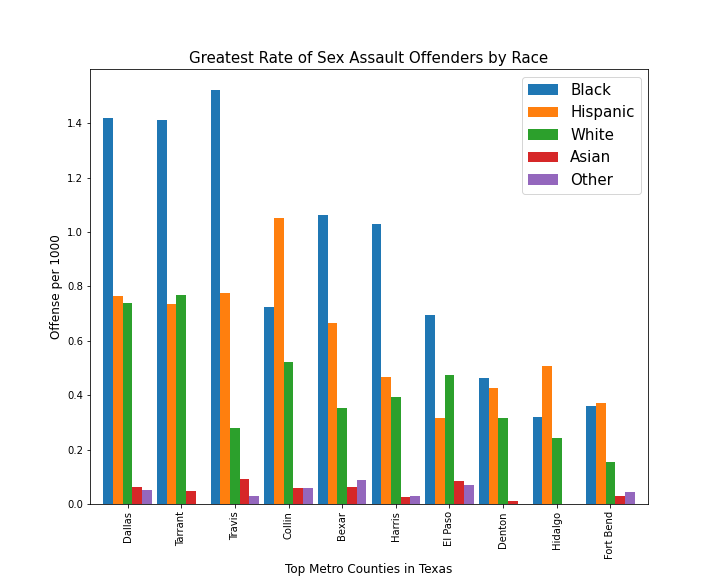 Greatest Rate of Sex Assault Offenders by Race
Black
Hispanic
White
Asian
Other
Offense per 1000
1.4
1.2
1.0
0.8
0.6
0.4
0.2
0.0
Dallas
Tarrant
Travis
Collin
Bexar
Harris
El Paso
Denton
Hidalgo
Fort Bend
Top Metro Counties in Texas